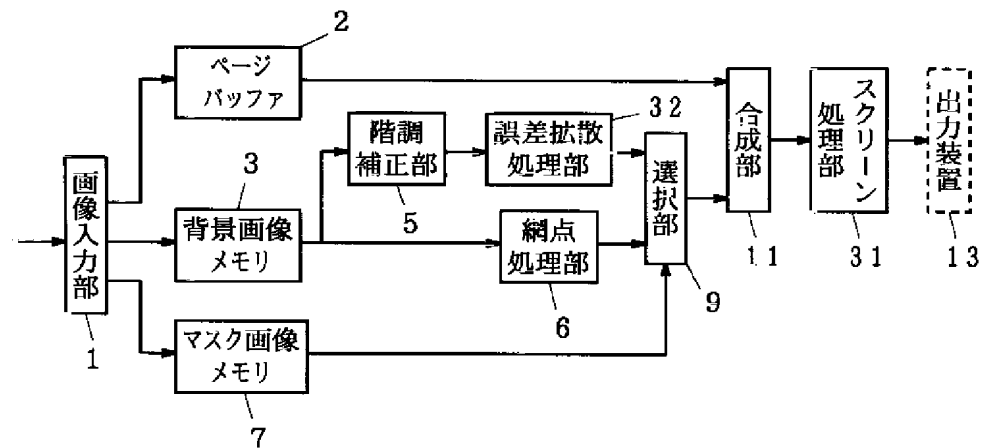 2
ページ
バッファ
階調
補正部
5
誤差拡散
処理部
32
選択部
9
合成部
11
スクリーン
処理部
31
出力装置
13
画像入力部
1
3
背景画像
メモリ
網点
処理部
6
マスク画像
メモリ
7